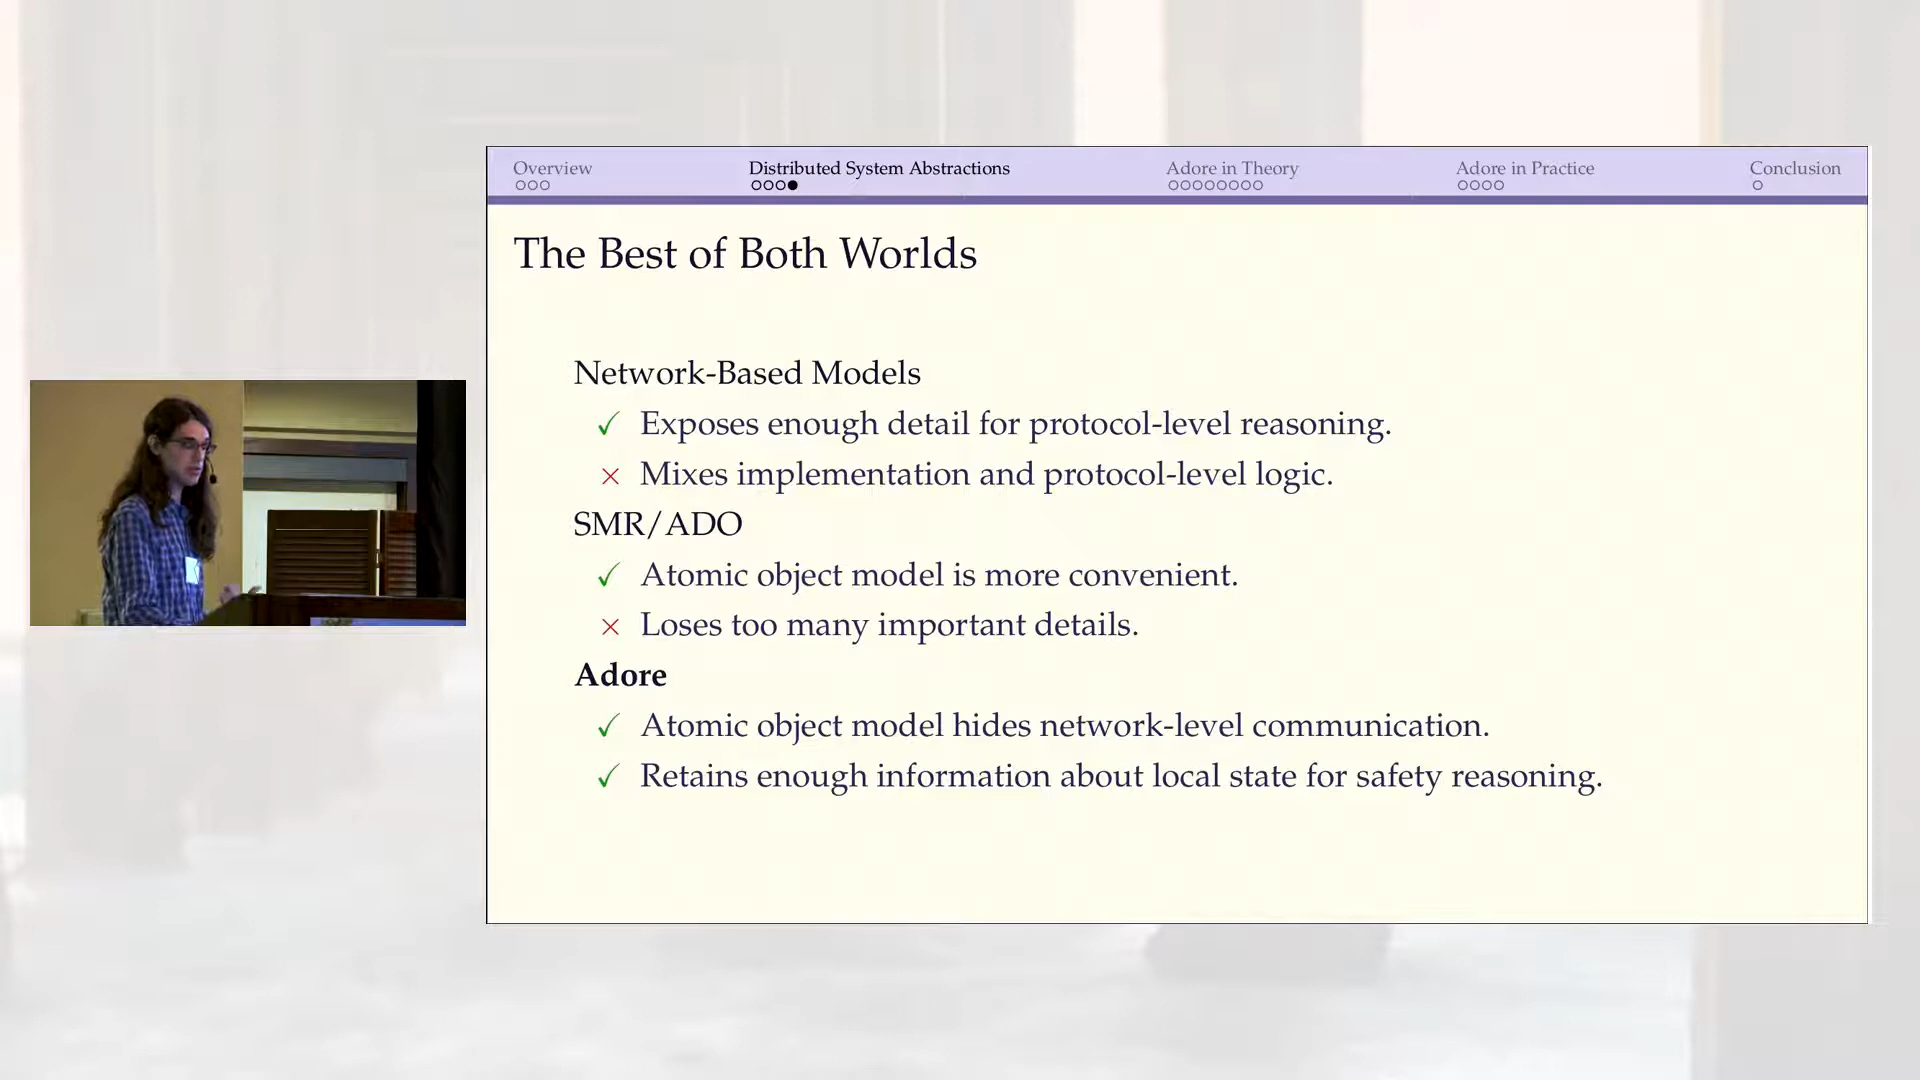 Overview
Distributed System Abstractions
Adore in Theory
Adore in Practice
Conclusion
The Best of Both Worlds
Network-Based Models
✓ Exposes enough detail for protocol-level reasoning.
× Mixes implementation and protocol-level logic.
SMR/ADO
✓ Atomic object model is more convenient.
× Loses too many important details.
Adore
✓ Atomic object model hides network-level communication.
✓ Retains enough information about local state for safety reasoning.